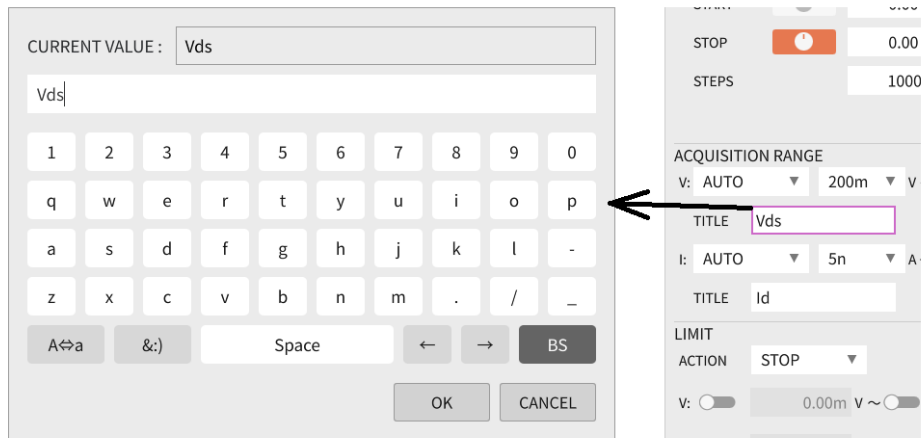 CURRENT VALUE : Vds
Vds
1 2 3 4 5 6 7 8 9 0
q w e r t y u i o p
a s d f g h j k l -
z x c v b n m . / _
A⇔a &:) Space ← → BS
OK CANCEL
STOP 0.00
STEPS 1000
ACQUISITION RANGE
V: AUTO ▼ 200m ▼ V
TITLE Vds
I: AUTO ▼ 5n ▼ A
TITLE Id
LIMIT
ACTION STOP ▼
V: 0.00m V ~